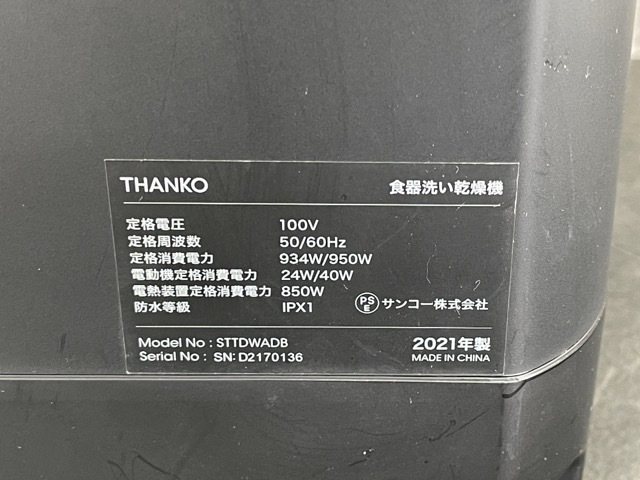 THANKO 食器洗い乾燥機
定格電圧 100V
定格周波数 50/60Hz
定格消費電力 934W/950W
電動機定格消費電力 24W/40W
電熱装置定格消費電力 850W
防水等級 IPX1 PSE サンコー株式会社
Model No : STTDWADB 2021年製
Serial No : SN: D2170136 MADE IN CHINA